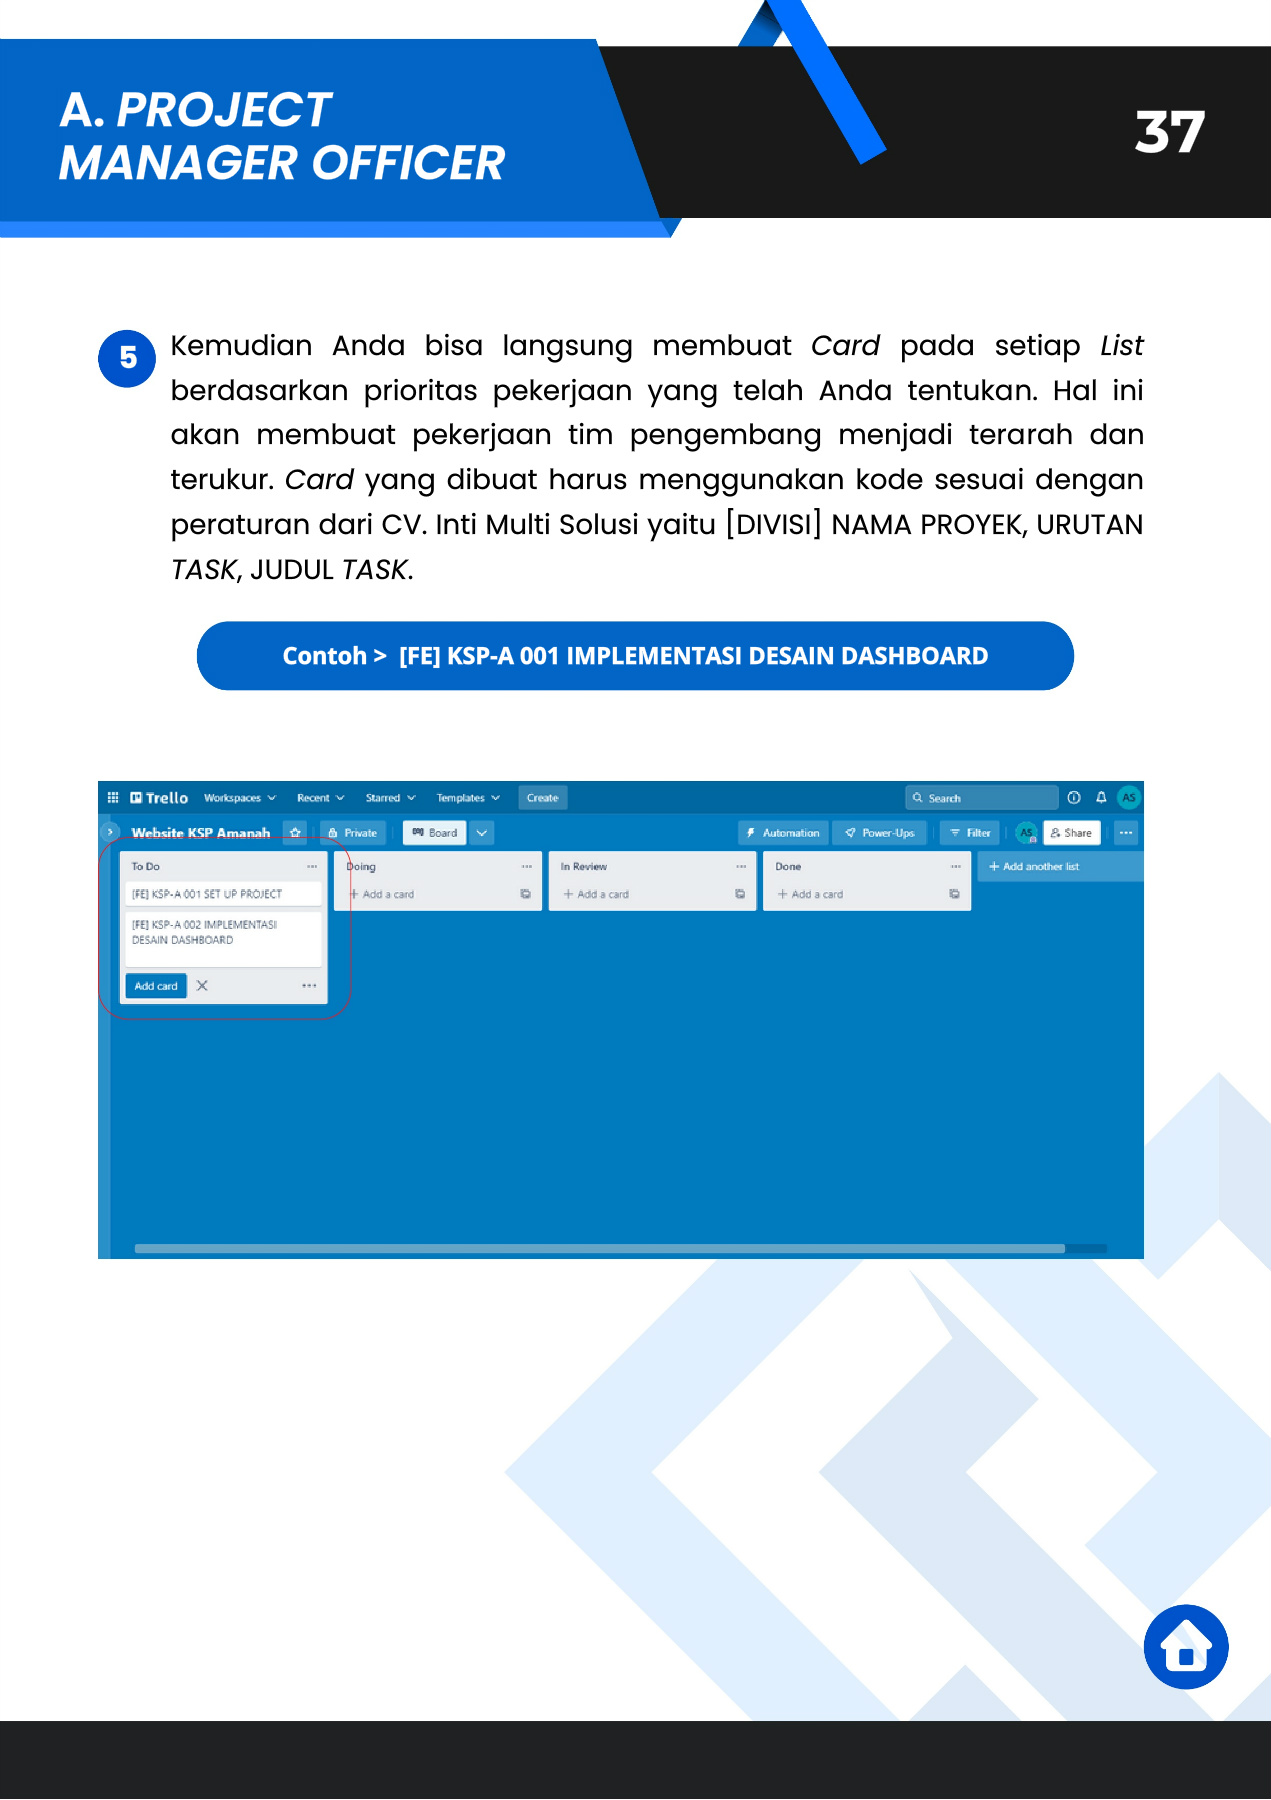 A. PROJECT
MANAGER OFFICER
37
5
Kemudian Anda bisa langsung membuat Card pada setiap List
berdasarkan prioritas pekerjaan yang telah Anda tentukan. Hal ini
akan membuat pekerjaan tim pengembang menjadi terarah dan
terukur. Card yang dibuat harus menggunakan kode sesuai dengan
peraturan dari CV. Inti Multi Solusi yaitu [DIVISI] NAMA PROYEK, URUTAN
TASK, JUDUL TASK.
Contoh > [FE] KSP-A 001 IMPLEMENTASI DESAIN DASHBOARD
Trello Workspaces Recent Starred Templates Create Search AS
Website KSP Amanah Private Board Automation Power-Ups Filter AS Share
To Do Doing In Review Done + Add another list
[FE] KSP-A 001 SET UP PROJECT + Add a card + Add a card + Add a card
[FE] KSP-A 002 IMPLEMENTASI
DESAIN DASHBOARD
Add card